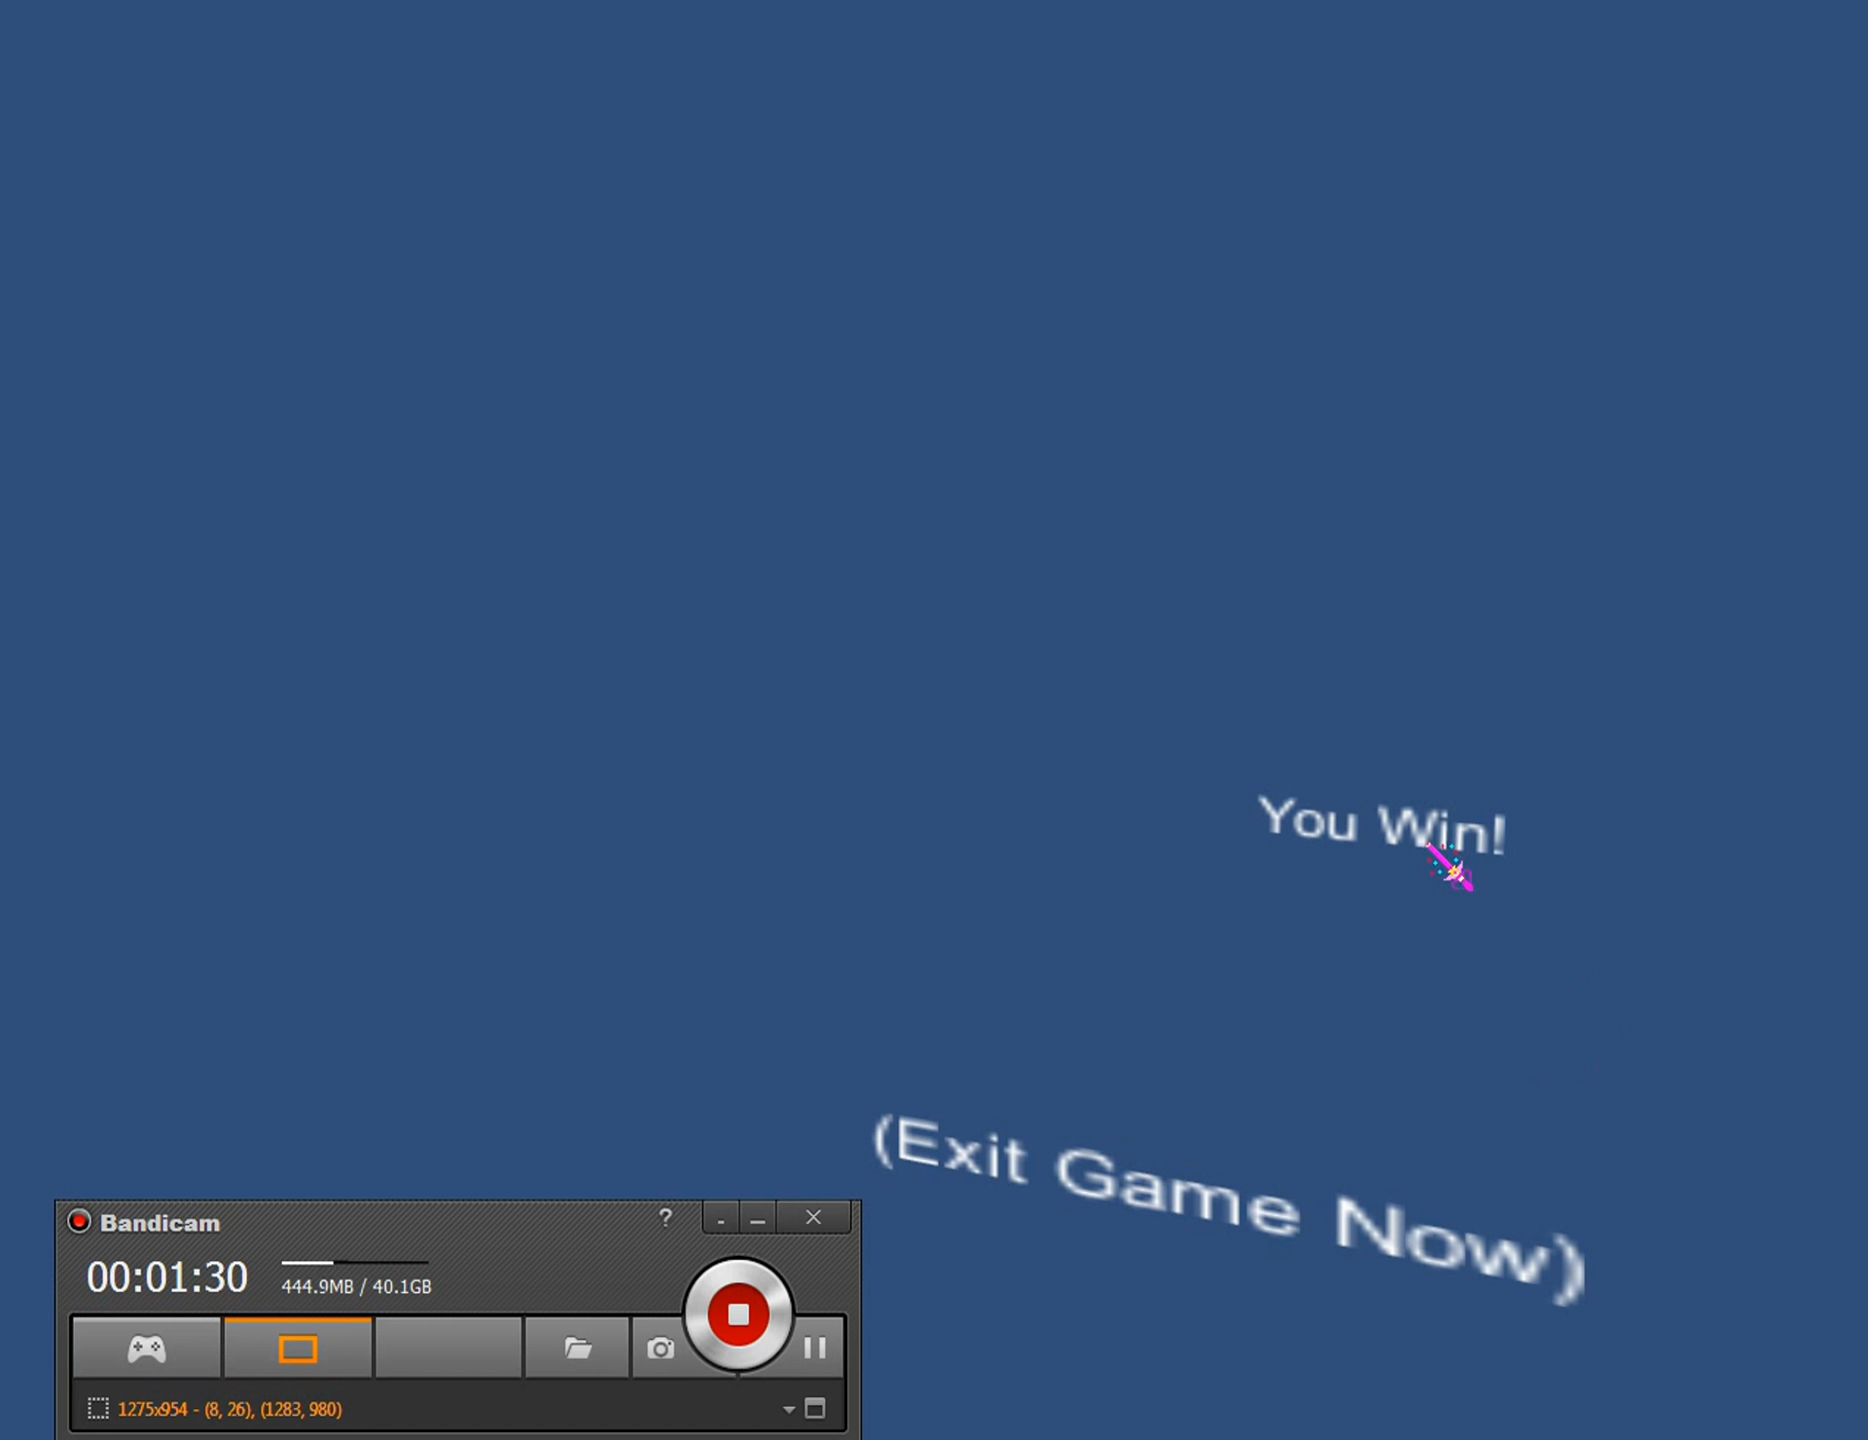 You Win!
(Exit Game Now)
Bandicam
?
00:01:30
444.9MB / 40.1GB
1275x954 - (8, 26), (1283, 980)